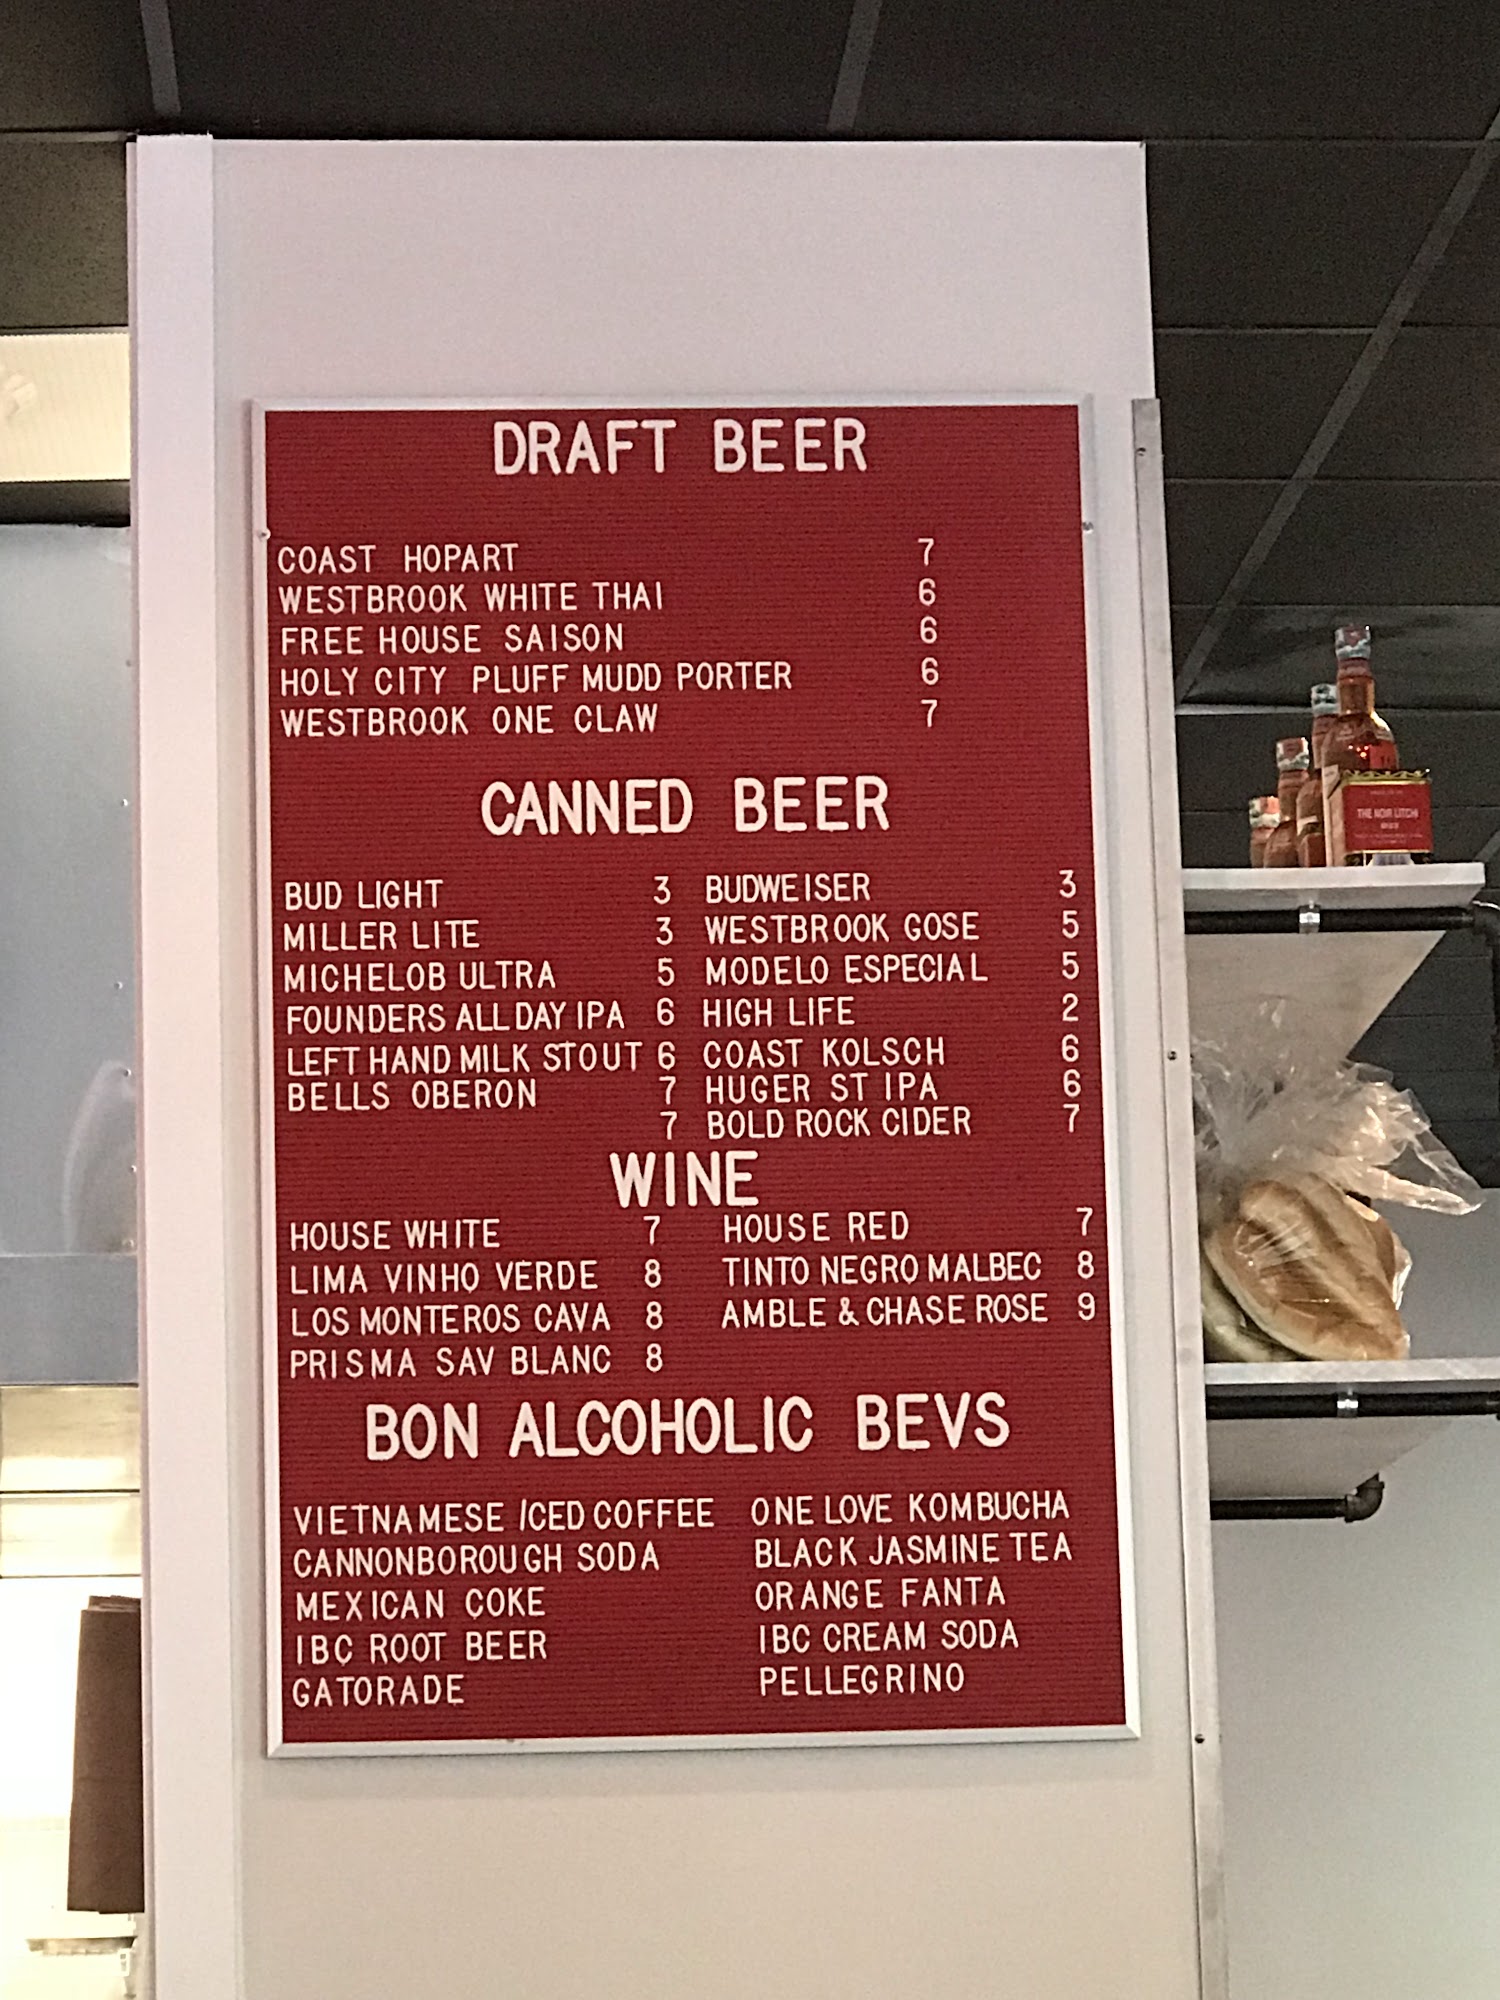 DRAFT BEER
COAST HOPART 7
WESTBROOK WHITE THAI 6
FREE HOUSE SAISON 6
HOLY CITY PLUFF MUDD PORTER 6
WESTBROOK ONE CLAW 7
CANNED BEER
BUD LIGHT 3 BUDWEISER 3
MILLER LITE 3 WESTBROOK GOSE 5
MICHELOB ULTRA 5 MODELO ESPECIAL 5
FOUNDERS ALL DAY IPA 6 HIGH LIFE 2
LEFT HAND MILK STOUT 6 COAST KOLSCH 6
BELLS OBERON 7 HUGER ST IPA 6
7 BOLD ROCK CIDER 7
WINE
HOUSE WHITE 7 HOUSE RED 7
LIMA VINHO VERDE 8 TINTO NEGRO MALBEC 8
LOS MONTEROS CAVA 8 AMBLE & CHASE ROSE 9
PRISMA SAV BLANC 8
BON ALCOHOLIC BEVS
VIETNAMESE ICED COFFEE ONE LOVE KOMBUCHA
CANNONBOROUGH SODA BLACK JASMINE TEA
MEXICAN COKE ORANGE FANTA
IBC ROOT BEER IBC CREAM SODA
GATORADE PELLEGRINO
THE NOIR LITCHI